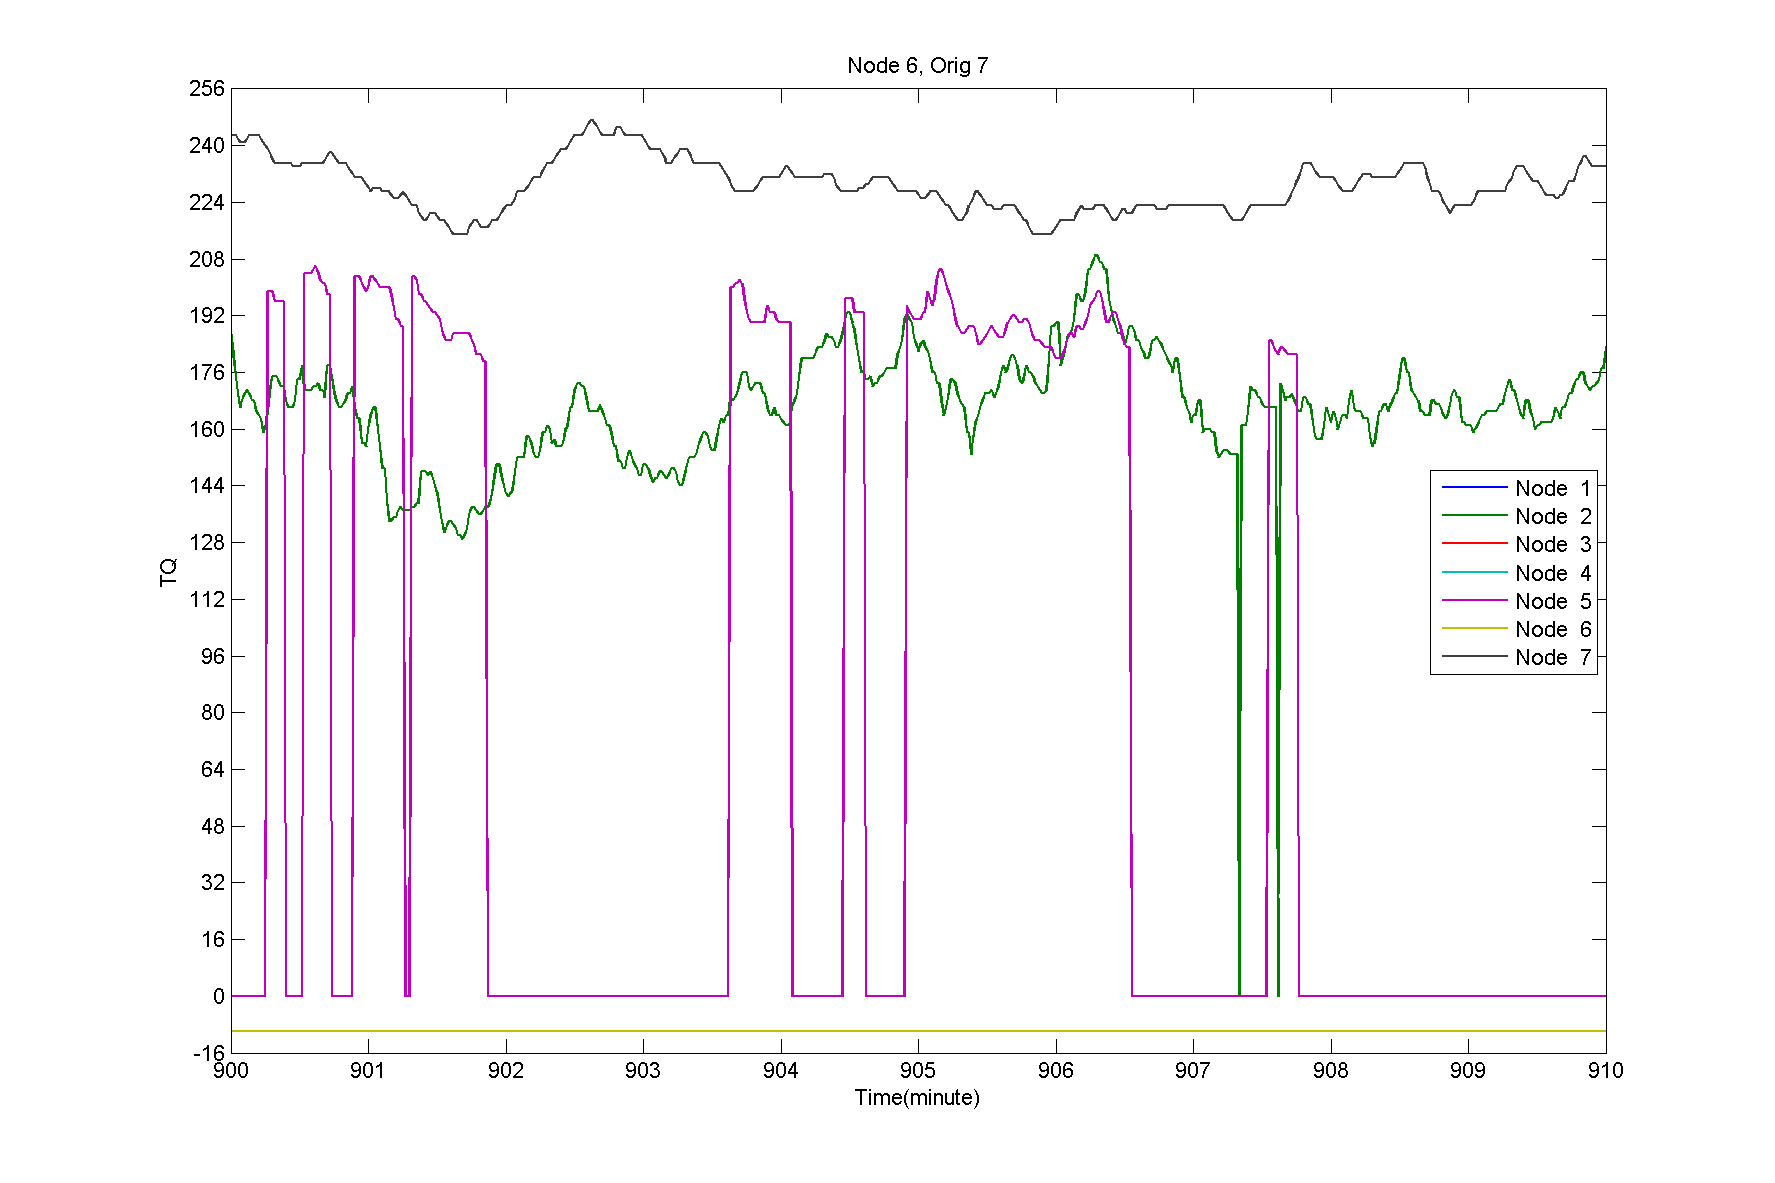 Node 6, Orig 7
256
240
224
208
192
176
160
144
128
112
96
80
64
48
32
16
0
-16
TQ
Node 1
Node 2
Node 3
Node 4
Node 5
Node 6
Node 7
900 901 902 903 904 905 906 907 908 909 910
Time(minute)